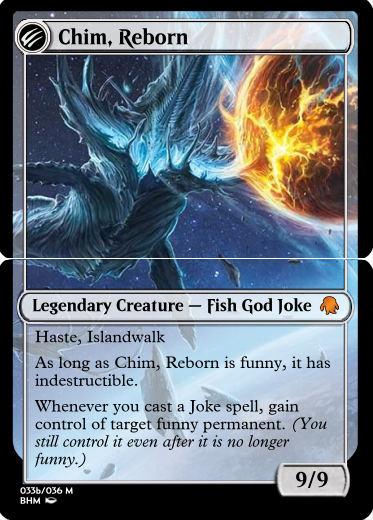 Chim, Reborn
Legendary Creature — Fish God Joke
Haste, Islandwalk
As long as Chim, Reborn is funny, it has
indestructible.
Whenever you cast a Joke spell, gain
control of target funny permanent. (You
still control it even after it is no longer
funny.)
9/9
033b/036 M
BHM